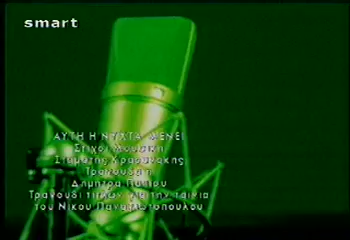 smart
ΑΥΤΗ Η ΝΥΧΤΑ ΜΕΝΕΙ
Στίχοι Μουσική
Σταμάτης Κραουνάκης
Τραγουδάει
Δήμητρα Παπίου
Τραγούδι τίτλων από την ταινία
του Νίκου Παναγιωτόπουλου